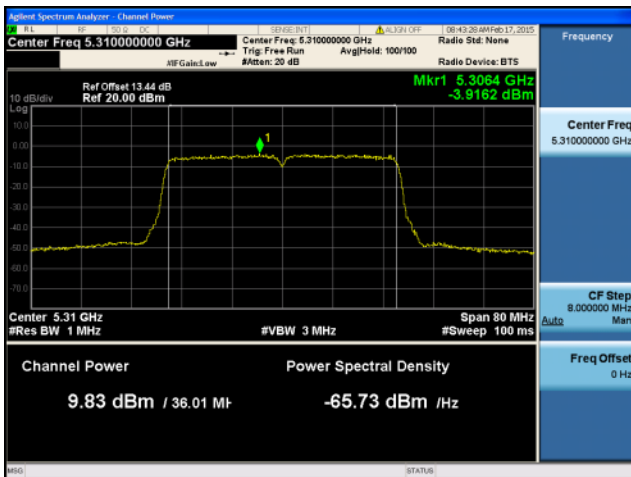 Agilent Spectrum Analyzer - Channel Power
RL RF 50 Ω DC SENSE:INT ALIGN OFF 08:43:28 AM Feb 17, 2015
Center Freq 5.310000000 GHz
Center Freq: 5.310000000 GHz Radio Std: None
Trig: Free Run Avg|Hold: 100/100
#IFGain:Low #Atten: 20 dB Radio Device: BTS
Frequency
Ref Offset 13.44 dB
10 dB/div Ref 20.00 dBm
Mkr1 5.3064 GHz
-3.9162 dBm
Log
10.0
0.00
-10.0
-20.0
-30.0
-40.0
-50.0
-60.0
-70.0
1
Center 5.31 GHz Span 80 MHz
#Res BW 1 MHz #VBW 3 MHz #Sweep 100 ms
Channel Power Power Spectral Density
9.83 dBm / 36.01 MH -65.73 dBm /Hz
Center Freq
5.310000000 GHz
CF Step
8.000000 MHz
Auto Man
Freq Offset
0 Hz
MSG STATUS